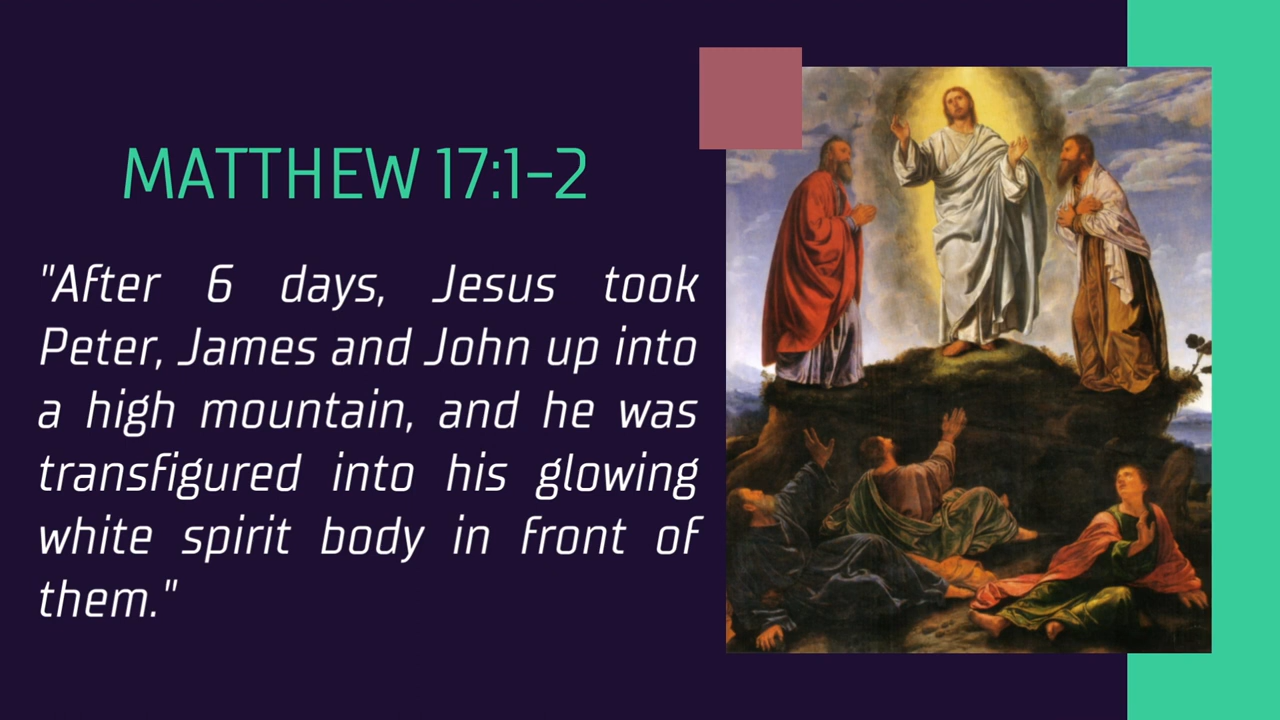 MATTHEW 17:1-2
"After 6 days, Jesus took
Peter, James and John up into
a high mountain, and he was
transfigured into his glowing
white spirit body in front of
them."